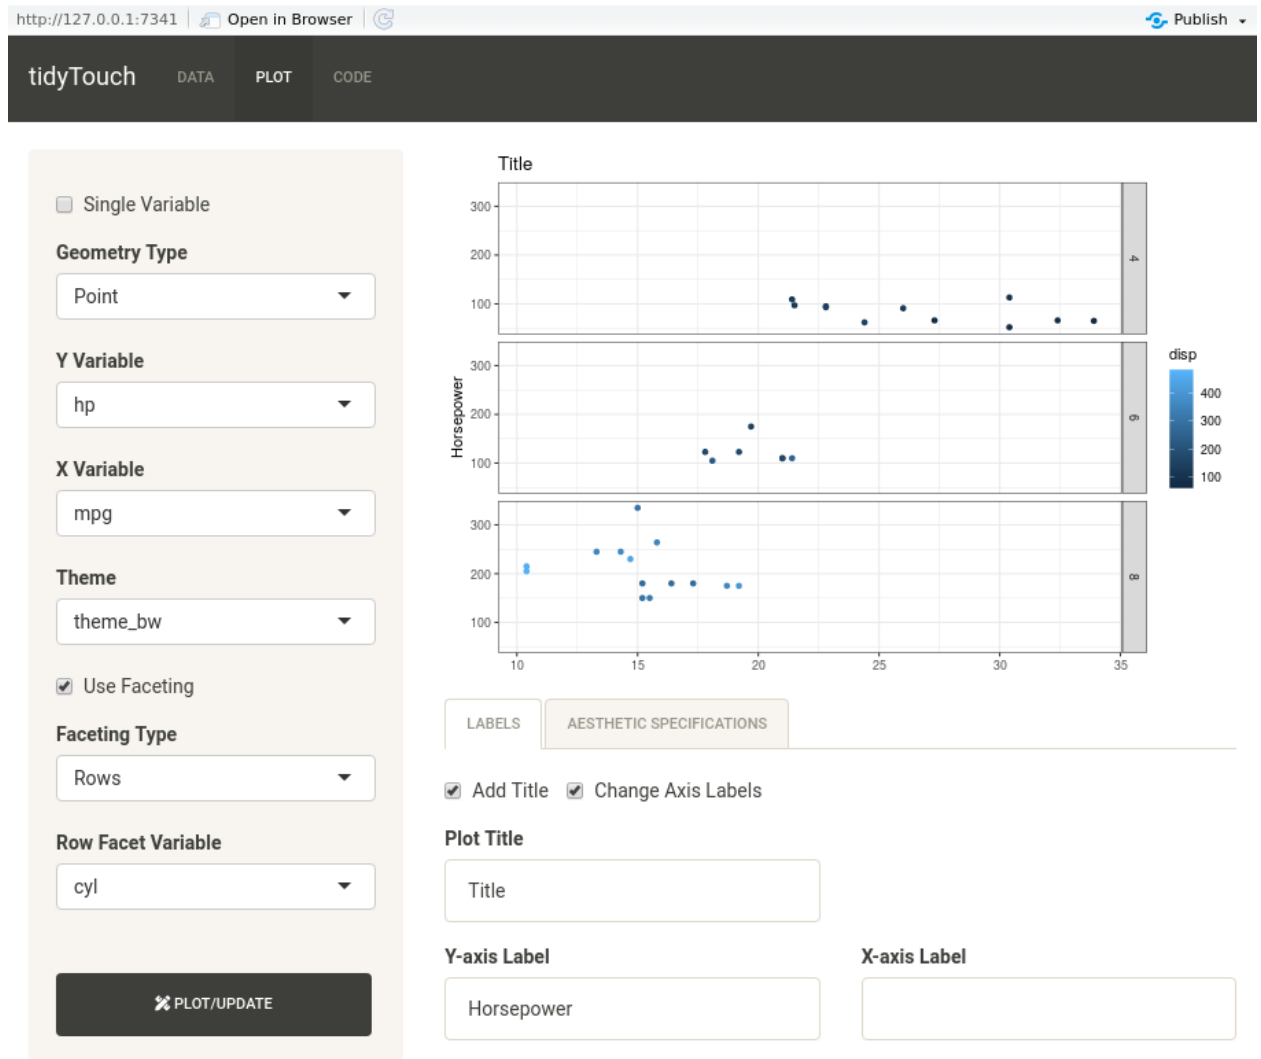 http://127.0.0.1:7341 Open in Browser Publish
tidyTouch DATA PLOT CODE
Single Variable
Geometry Type
Point
Y Variable
hp
X Variable
mpg
Theme
theme_bw
Use Faceting
Faceting Type
Rows
Row Facet Variable
cyl
PLOT/UPDATE
Title
300
200
100
4
300
200
100
6
300
200
100
8
Horsepower
10 15 20 25 30 35
disp
400
300
200
100
LABELS AESTHETIC SPECIFICATIONS
Add Title Change Axis Labels
Plot Title
Title
Y-axis Label X-axis Label
Horsepower